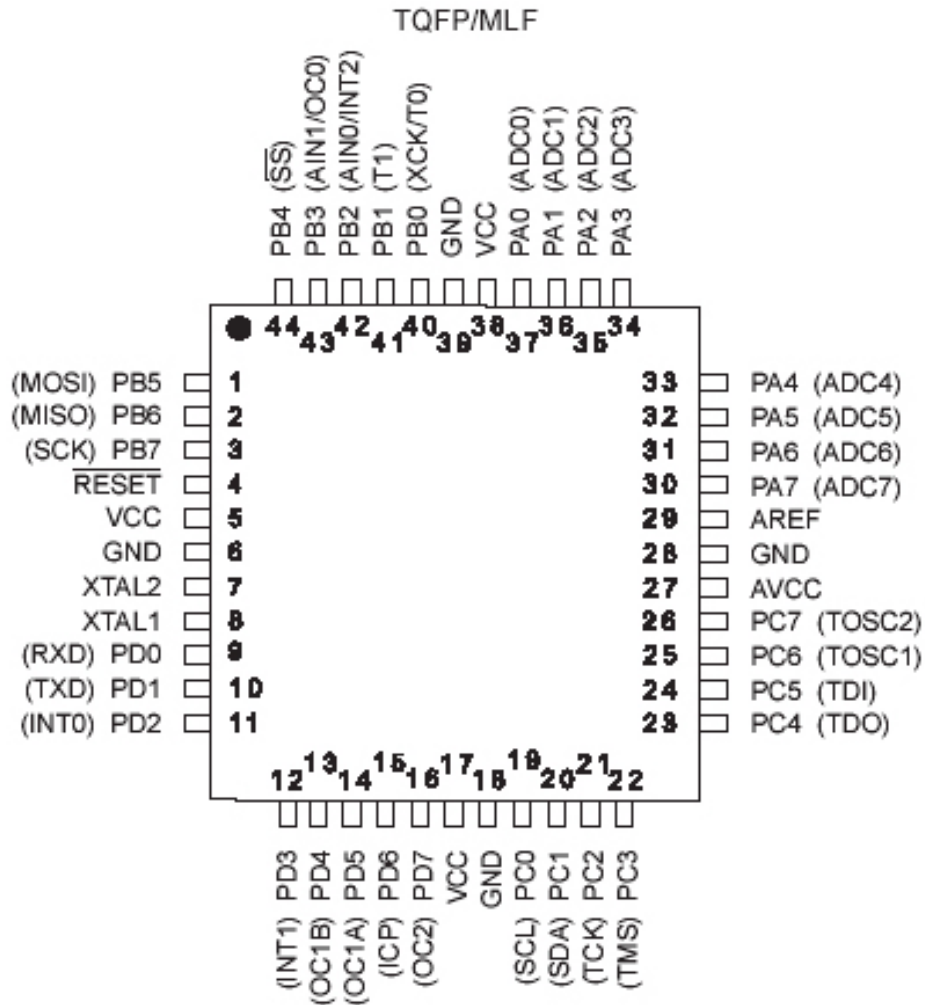 TQFP/MLF
PB4 (S̅S̅)
PB3 (AIN1/OC0)
PB2 (AIN0/INT2)
PB1 (T1)
PB0 (XCK/T0)
GND
VCC
PA0 (ADC0)
PA1 (ADC1)
PA2 (ADC2)
PA3 (ADC3)
44 43 42 41 40 39 38 37 36 35 34
(MOSI) PB5 1
(MISO) PB6 2
(SCK) PB7 3
R̅E̅S̅E̅T̅ 4
VCC 5
GND 6
XTAL2 7
XTAL1 8
(RXD) PD0 9
(TXD) PD1 10
(INT0) PD2 11
33 PA4 (ADC4)
32 PA5 (ADC5)
31 PA6 (ADC6)
30 PA7 (ADC7)
29 AREF
28 GND
27 AVCC
26 PC7 (TOSC2)
25 PC6 (TOSC1)
24 PC5 (TDI)
23 PC4 (TDO)
12 13 14 15 16 17 18 19 20 21 22
(INT1) PD3
(OC1B) PD4
(OC1A) PD5
(ICP) PD6
(OC2) PD7
VCC
GND
(SCL) PC0
(SDA) PC1
(TCK) PC2
(TMS) PC3